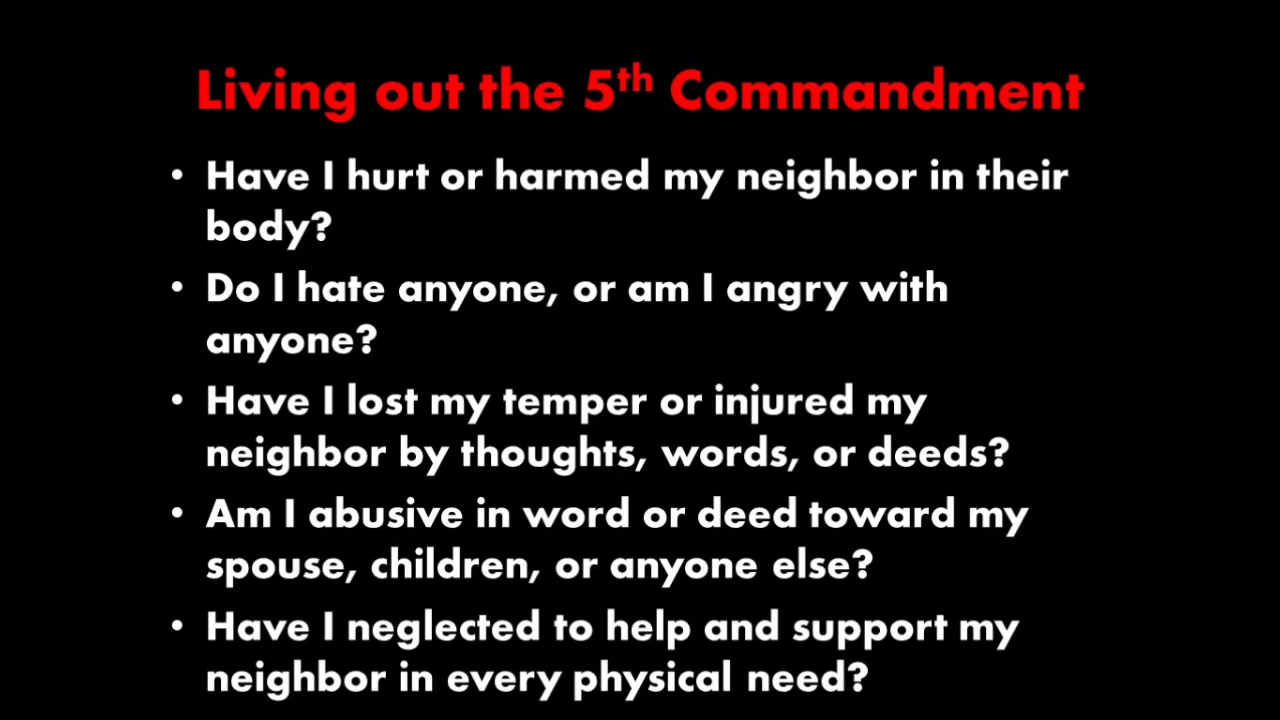 Living out the 5th Commandment
• Have I hurt or harmed my neighbor in their
body?
• Do I hate anyone, or am I angry with
anyone?
• Have I lost my temper or injured my
neighbor by thoughts, words, or deeds?
• Am I abusive in word or deed toward my
spouse, children, or anyone else?
• Have I neglected to help and support my
neighbor in every physical need?